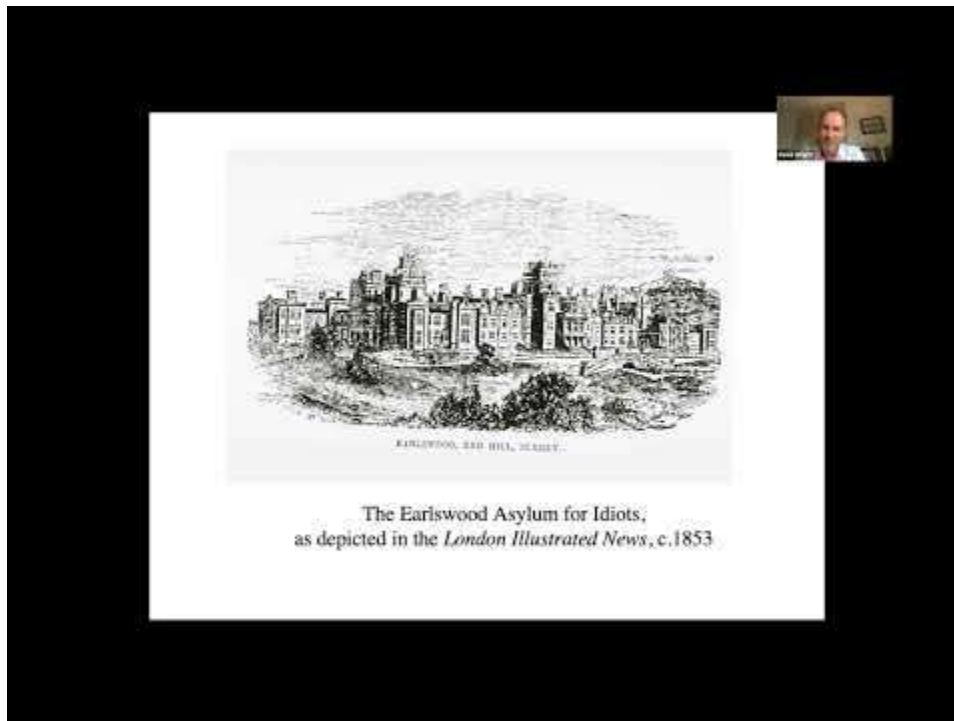 EARLSWOOD, RED HILL, SURREY.
The Earlswood Asylum for Idiots,
as depicted in the London Illustrated News, c.1853